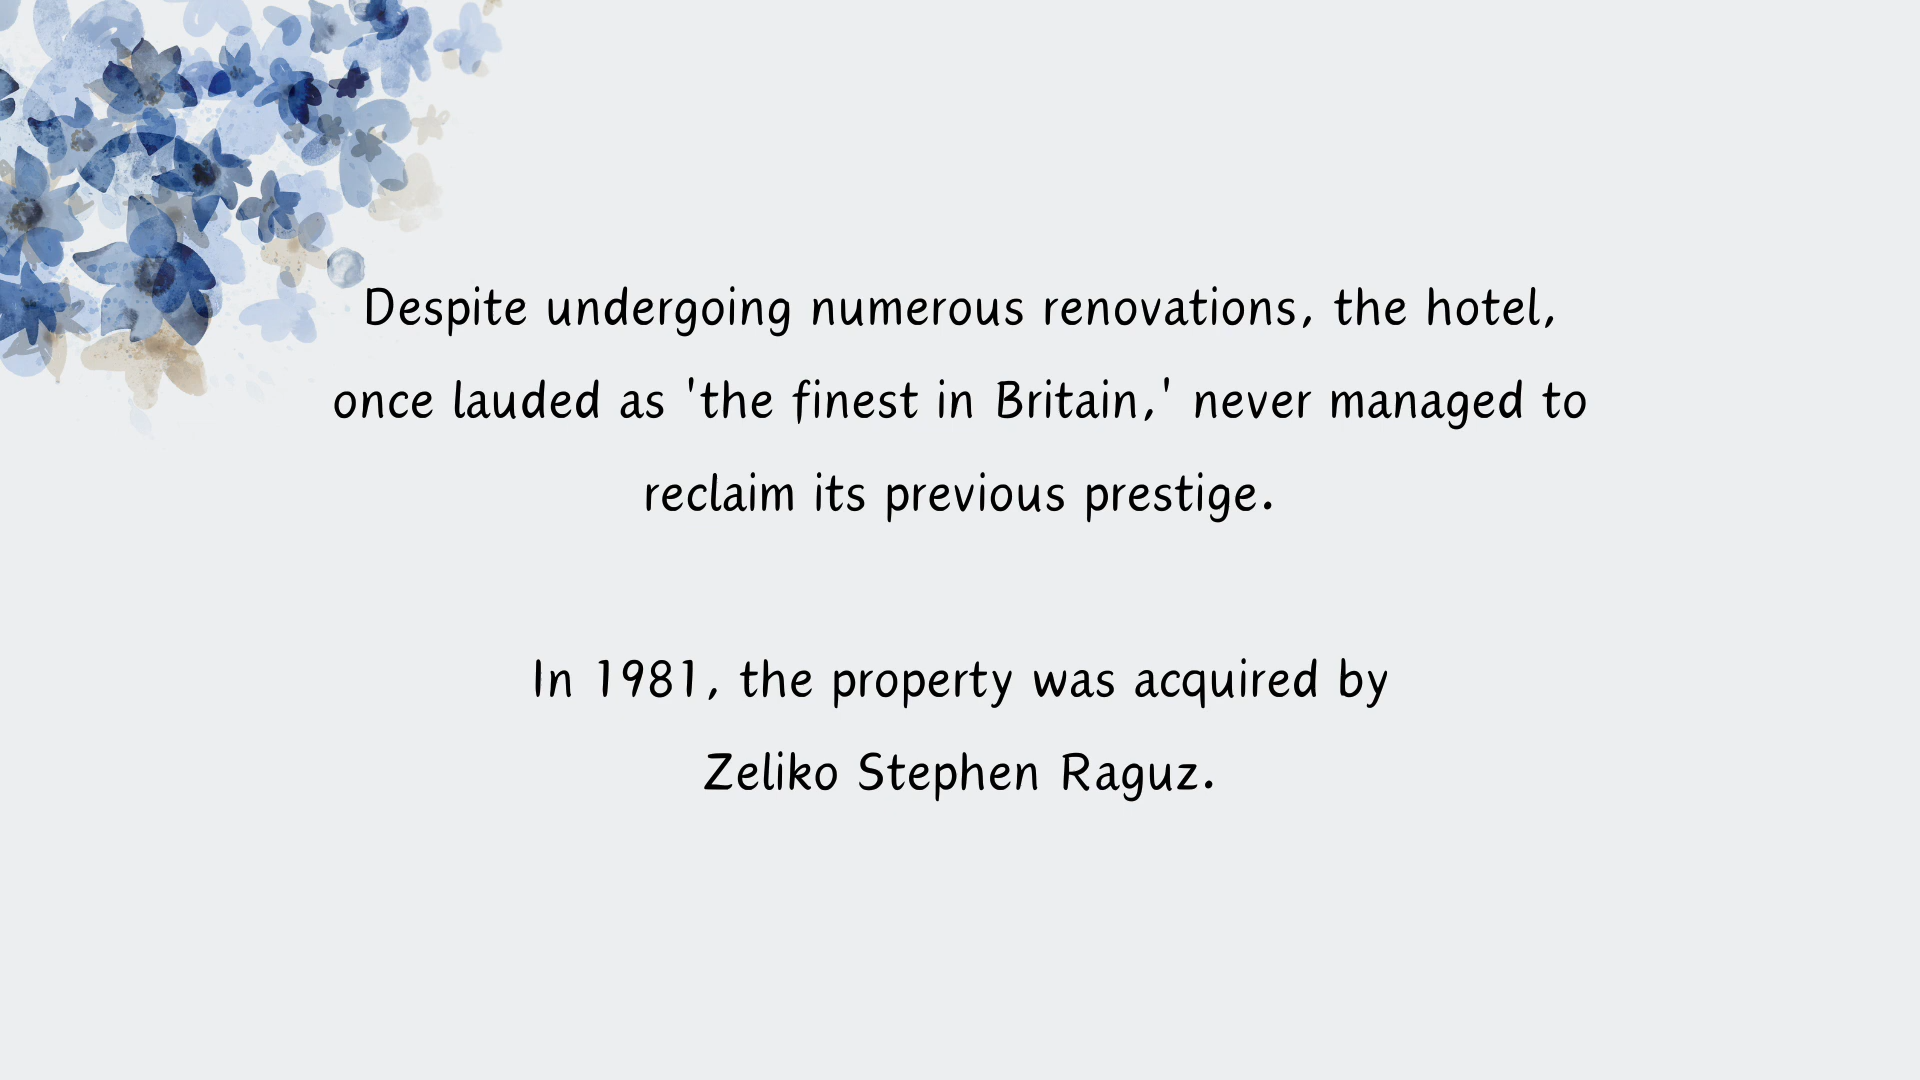 Despite undergoing numerous renovations, the hotel,
once lauded as 'the finest in Britain,' never managed to
reclaim its previous prestige.
In 1981, the property was acquired by
Zeliko Stephen Raguz.